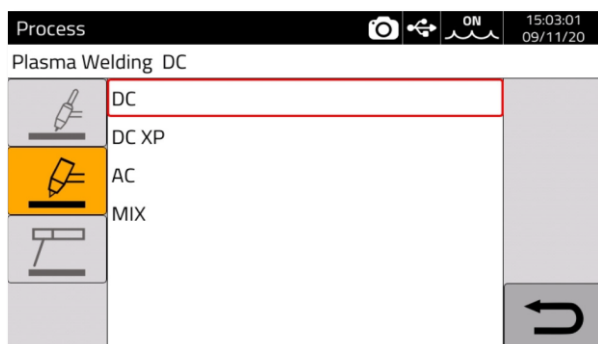 Process
ON
15:03:01
09/11/20
Plasma Welding DC
DC
DC XP
AC
MIX